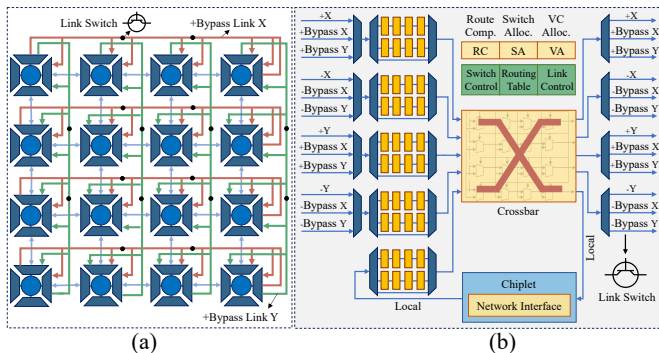 Link Switch
+Bypass Link X
+Bypass Link Y
(a)
+X
+Bypass X
+Bypass Y
-X
-Bypass X
-Bypass Y
+Y
+Bypass X
+Bypass Y
-Y
-Bypass X
-Bypass Y
Route Comp.
Switch Alloc.
VC Alloc.
RC
SA
VA
Switch Control
Routing Table
Link Control
Crossbar
Local
Chiplet
Network Interface
Local
+X
+Bypass X
+Bypass Y
-X
-Bypass X
-Bypass Y
+Y
+Bypass X
+Bypass Y
-Y
-Bypass X
-Bypass Y
Link Switch
(b)